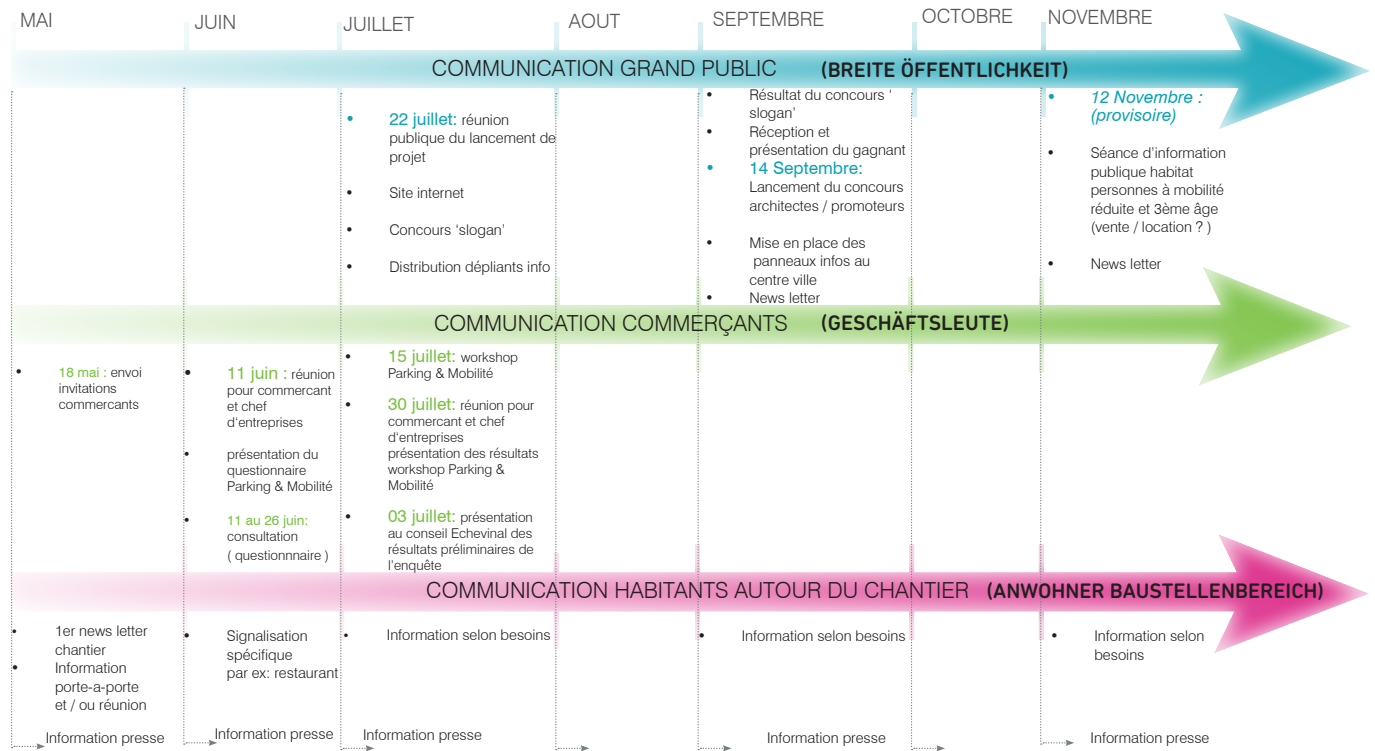 MAI
JUIN
JUILLET
AOUT
SEPTEMBRE
OCTOBRE
NOVEMBRE
COMMUNICATION GRAND PUBLIC (BREITE ÖFFENTLICHKEIT)
• 22 juillet: réunion
publique du lancement de
projet
• Site internet
• Concours 'slogan'
• Distribution dépliants info
• Résultat du concours '
slogan'
• Réception et
présentation du gagnant
• 14 Septembre:
Lancement du concours
architectes / promoteurs
• Mise en place des
panneaux infos au
centre ville
• News letter
• 12 Novembre :
(provisoire)
• Séance d'information
publique habitat
personnes à mobilité
réduite et 3ème âge
(vente / location ? )
• News letter
COMMUNICATION COMMERÇANTS (GESCHÄFTSLEUTE)
• 18 mai : envoi
invitations
commercants
• 11 juin : réunion
pour commercant
et chef
d'entreprises
• présentation du
questionnaire
Parking & Mobilité
• 11 au 26 juin:
consultation
( questionnnaire )
• 15 juillet: workshop
Parking & Mobilité
• 30 juillet: réunion pour
commercant et chef
d'entreprises
présentation des résultats
workshop Parking &
Mobilité
• 03 juillet: présentation
au conseil Echevinal des
résultats préliminaires de
l'enquête
COMMUNICATION HABITANTS AUTOUR DU CHANTIER (ANWOHNER BAUSTELLENBEREICH)
• 1er news letter
chantier
• Information
porte-a-porte
et / ou réunion
• Signalisation
spécifique
par ex: restaurant
• Information selon besoins
• Information selon besoins
• Information selon
besoins
Information presse
Information presse
Information presse
Information presse
Information presse